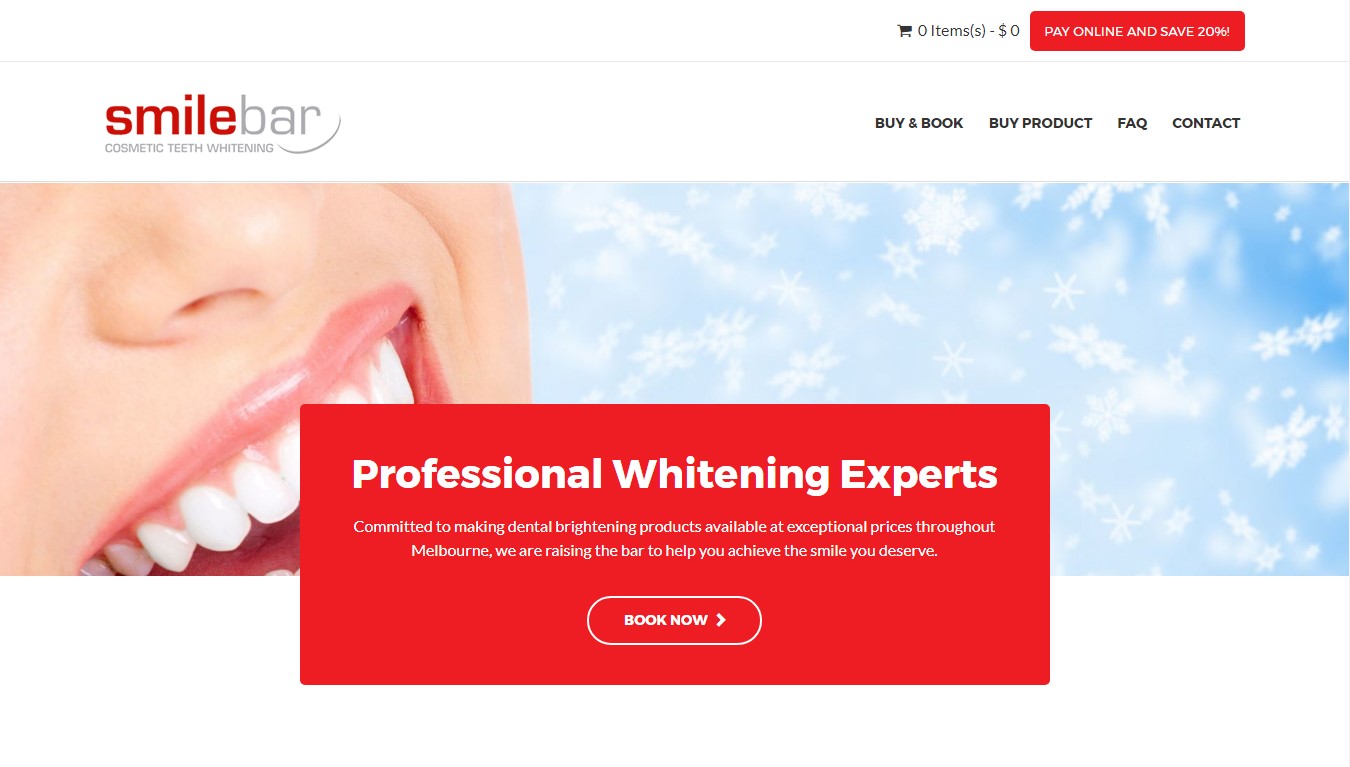 0 Items(s) - $ 0
PAY ONLINE AND SAVE 20%!
smilebar
COSMETIC TEETH WHITENING
BUY & BOOK
BUY PRODUCT
FAQ
CONTACT
Professional Whitening Experts
Committed to making dental brightening products available at exceptional prices throughout
Melbourne, we are raising the bar to help you achieve the smile you deserve.
BOOK NOW